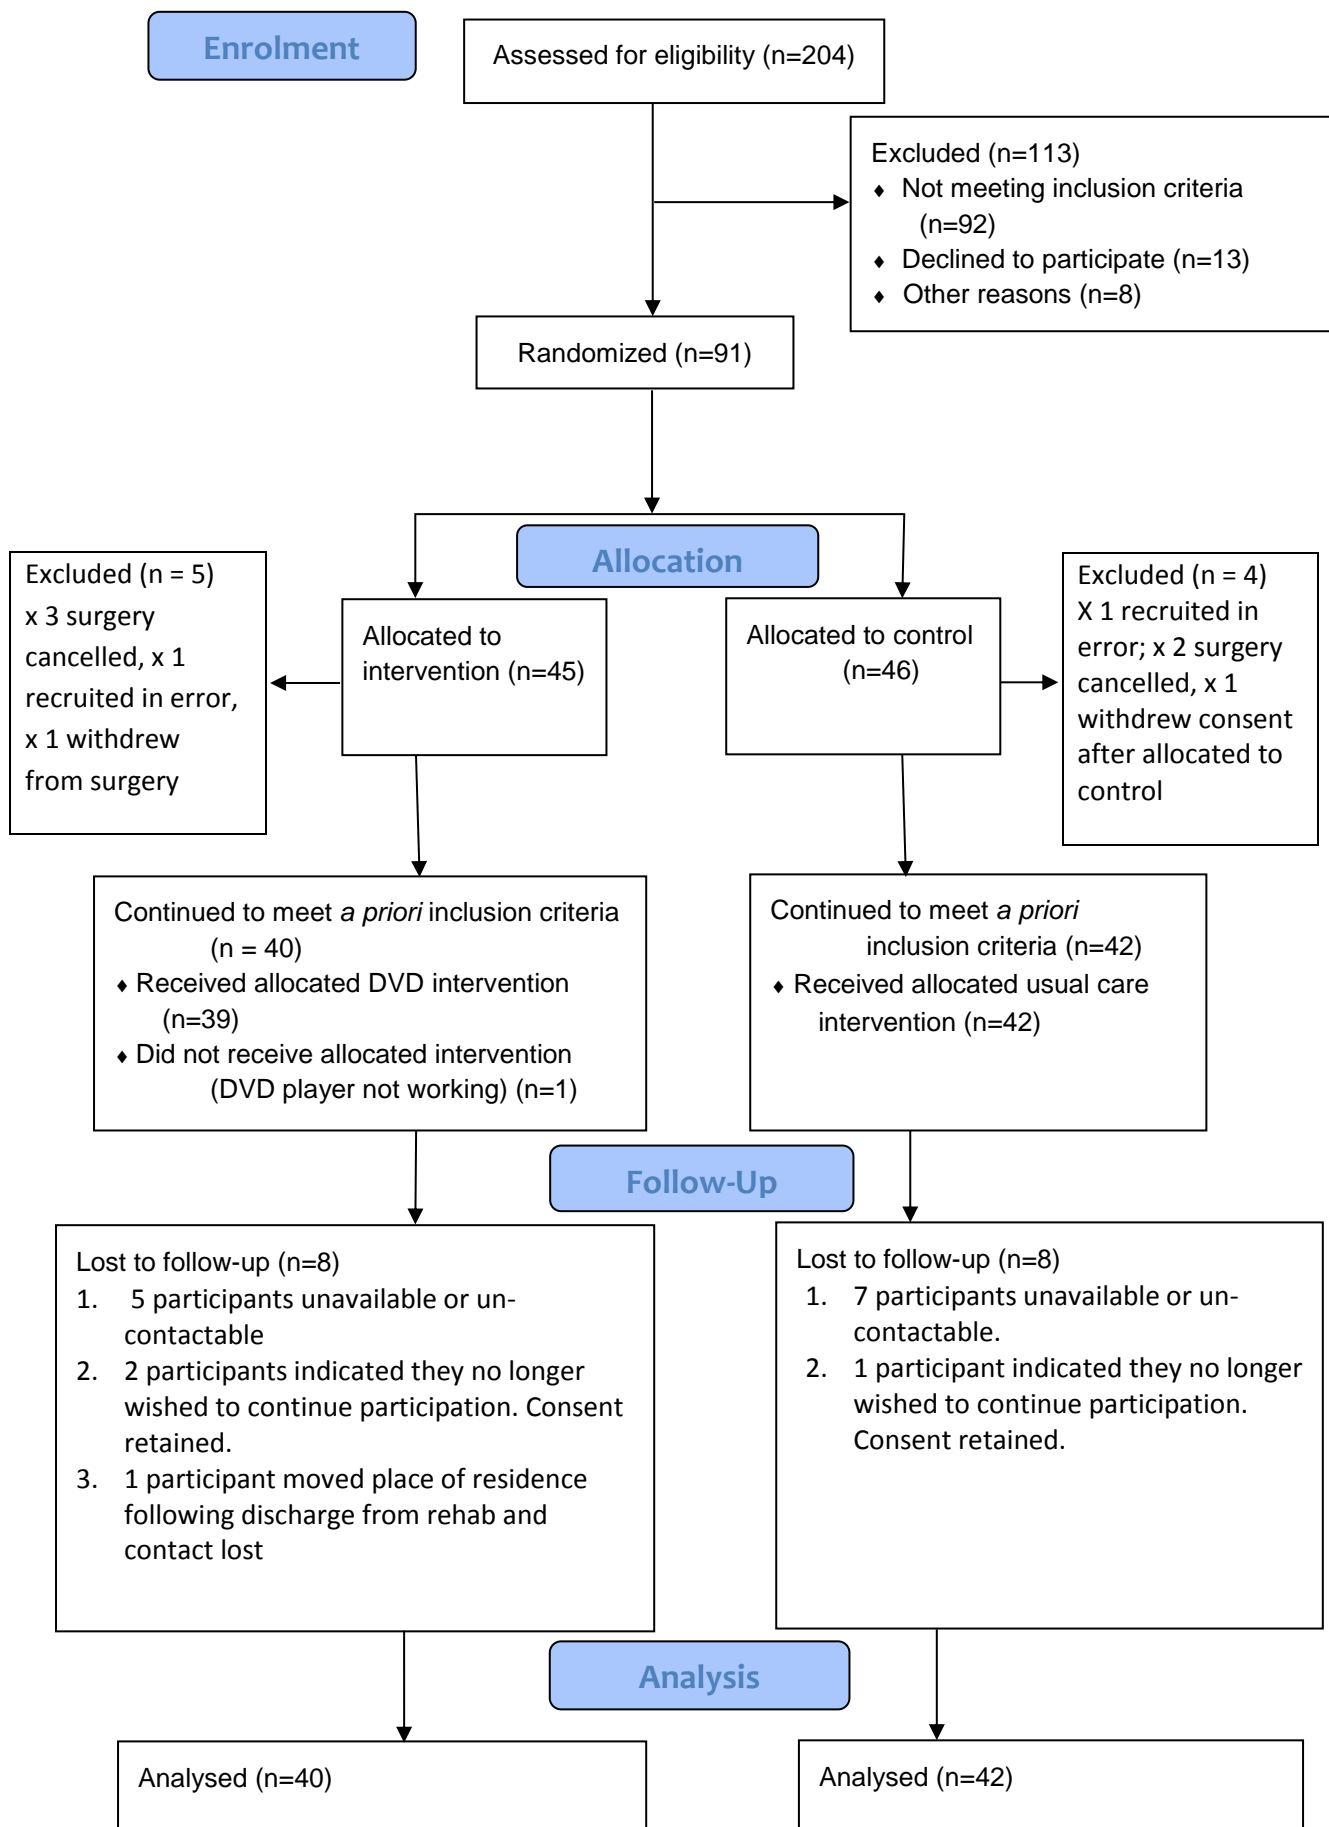 Enrolment
Assessed for eligibility (n=204)
Excluded (n=113)
♦ Not meeting inclusion criteria
(n=92)
♦ Declined to participate (n=13)
♦ Other reasons (n=8)
Randomized (n=91)
Allocation
Excluded (n = 5)
x 3 surgery
cancelled, x 1
recruited in error,
x 1 withdrew
from surgery
Allocated to
intervention (n=45)
Allocated to control
(n=46)
Excluded (n = 4)
X 1 recruited in
error; x 2 surgery
cancelled, x 1
withdrew consent
after allocated to
control
Continued to meet a priori inclusion criteria
(n = 40)
♦ Received allocated DVD intervention
(n=39)
♦ Did not receive allocated intervention
(DVD player not working) (n=1)
Continued to meet a priori
inclusion criteria (n=42)
♦ Received allocated usual care
intervention (n=42)
Follow-Up
Lost to follow-up (n=8)
1. 5 participants unavailable or un-
contactable
2. 2 participants indicated they no longer
wished to continue participation. Consent
retained.
3. 1 participant moved place of residence
following discharge from rehab and
contact lost
Lost to follow-up (n=8)
1. 7 participants unavailable or un-
contactable.
2. 1 participant indicated they no longer
wished to continue participation.
Consent retained.
Analysis
Analysed (n=40)
Analysed (n=42)